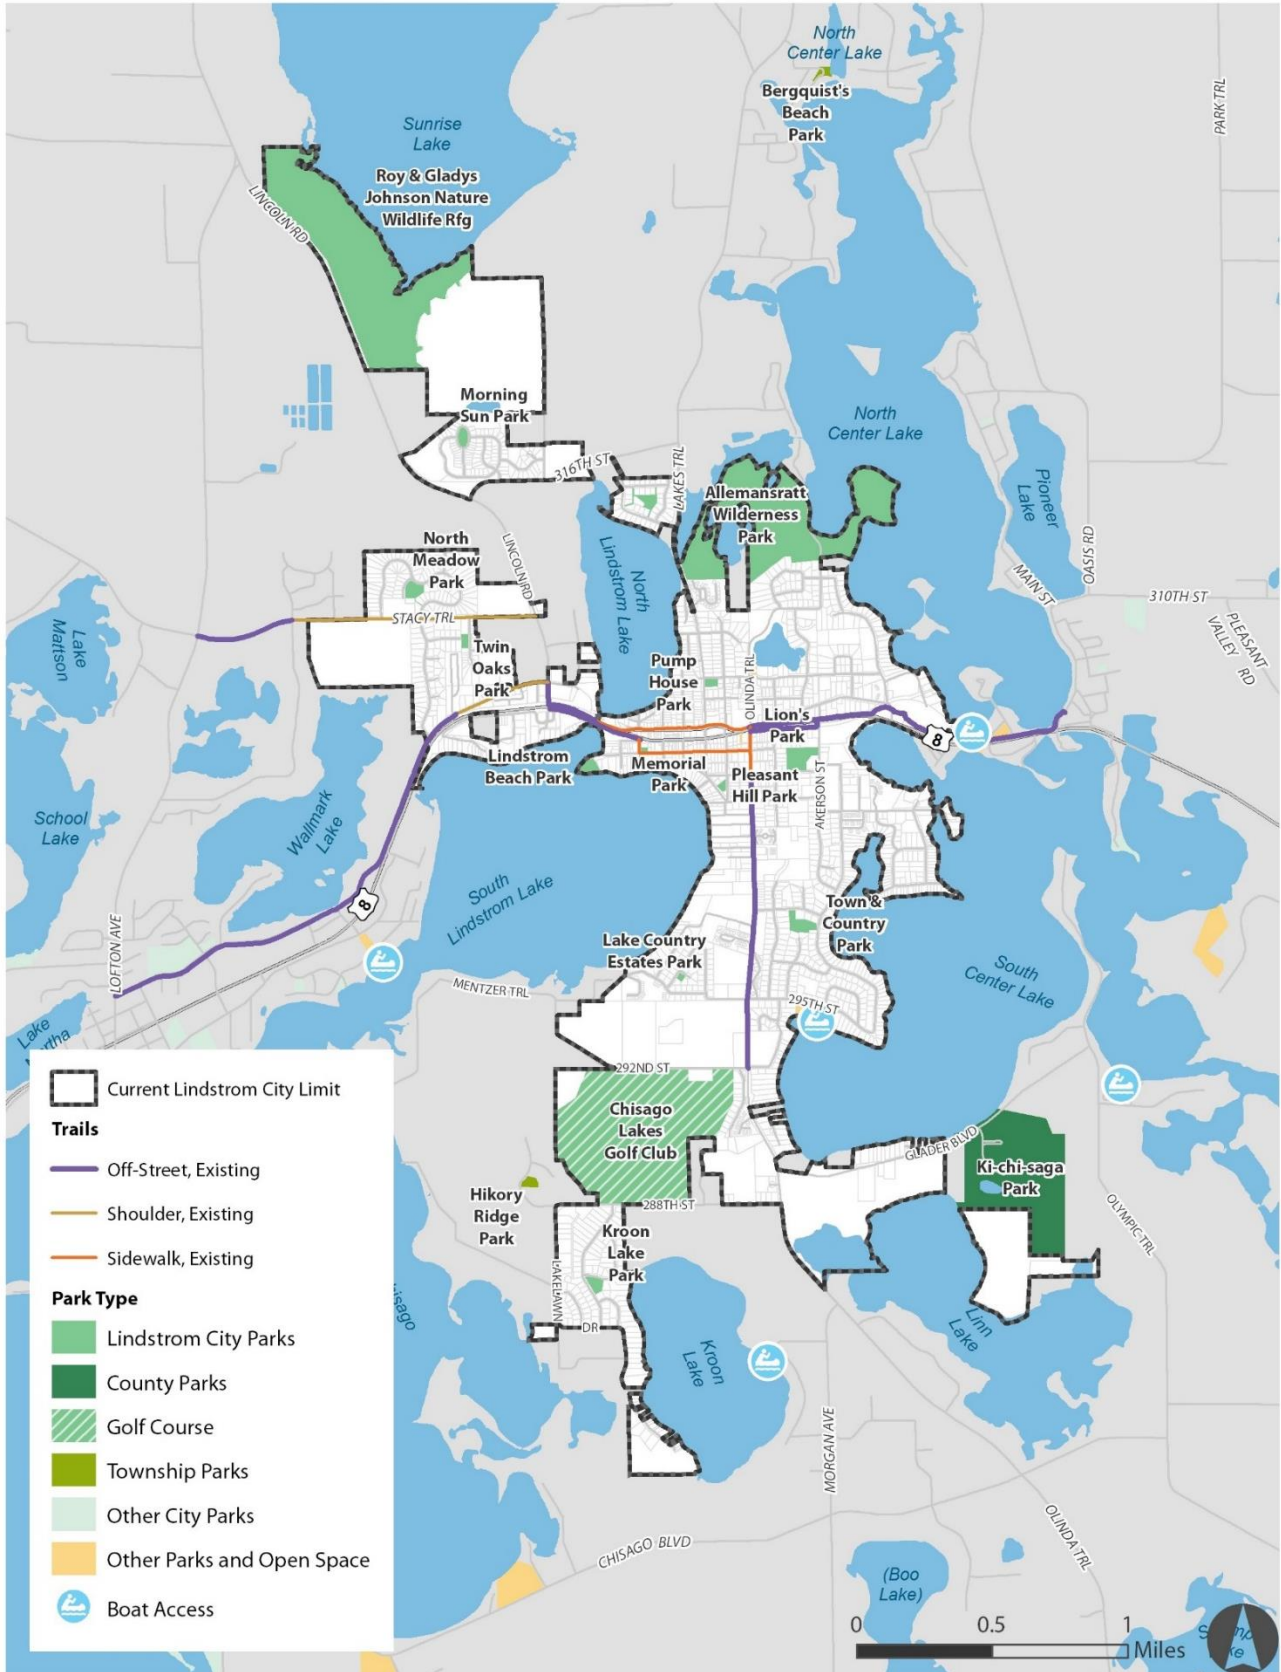 North
Center Lake
Bergquist's
Beach
Park
PARK TRL
Sunrise
Lake
Roy & Gladys
Johnson Nature
Wildlife Rfg
LINCOLN RD
Morning
Sun Park
316TH ST
LAKES TRL
North
Center Lake
Allemansratt
Wilderness
Park
Pioneer
Lake
OASIS RD
MAIN ST
310TH ST
PLEASANT
VALLEY RD
North
Meadow
Park
LINCOLN RD
North
Lindstrom Lake
STACY TRL
Lake
Mattson
Twin
Oaks
Park
Pump
House
Park
OLINDA TRL
Lion's
Park
8
Lindstrom
Beach Park
Memorial
Park
Pleasant
Hill Park
AKERSON ST
School
Lake
Wallmark
Lake
8
South
Lindstrom Lake
Town &
Country
Park
Lake Country
Estates Park
LOFTON AVE
MENTZER TRL
295TH ST
South
Center Lake
Lake
292ND ST
Chisago
Lakes
Golf Club
GLADER BLVD
Ki-chi-saga
Park
Hikory
Ridge
Park
288TH ST
OLYMPIC TRL
Kroon
Lake
Park
LAKELAWN
DR
Linn
Lake
Kroon
Lake
MORGAN AVE
CHISAGO BLVD
OLINDA TRL
(Boo
Lake)
Current Lindstrom City Limit
Trails
Off-Street, Existing
Shoulder, Existing
Sidewalk, Existing
Park Type
Lindstrom City Parks
County Parks
Golf Course
Township Parks
Other City Parks
Other Parks and Open Space
Boat Access
0 0.5 1
Miles